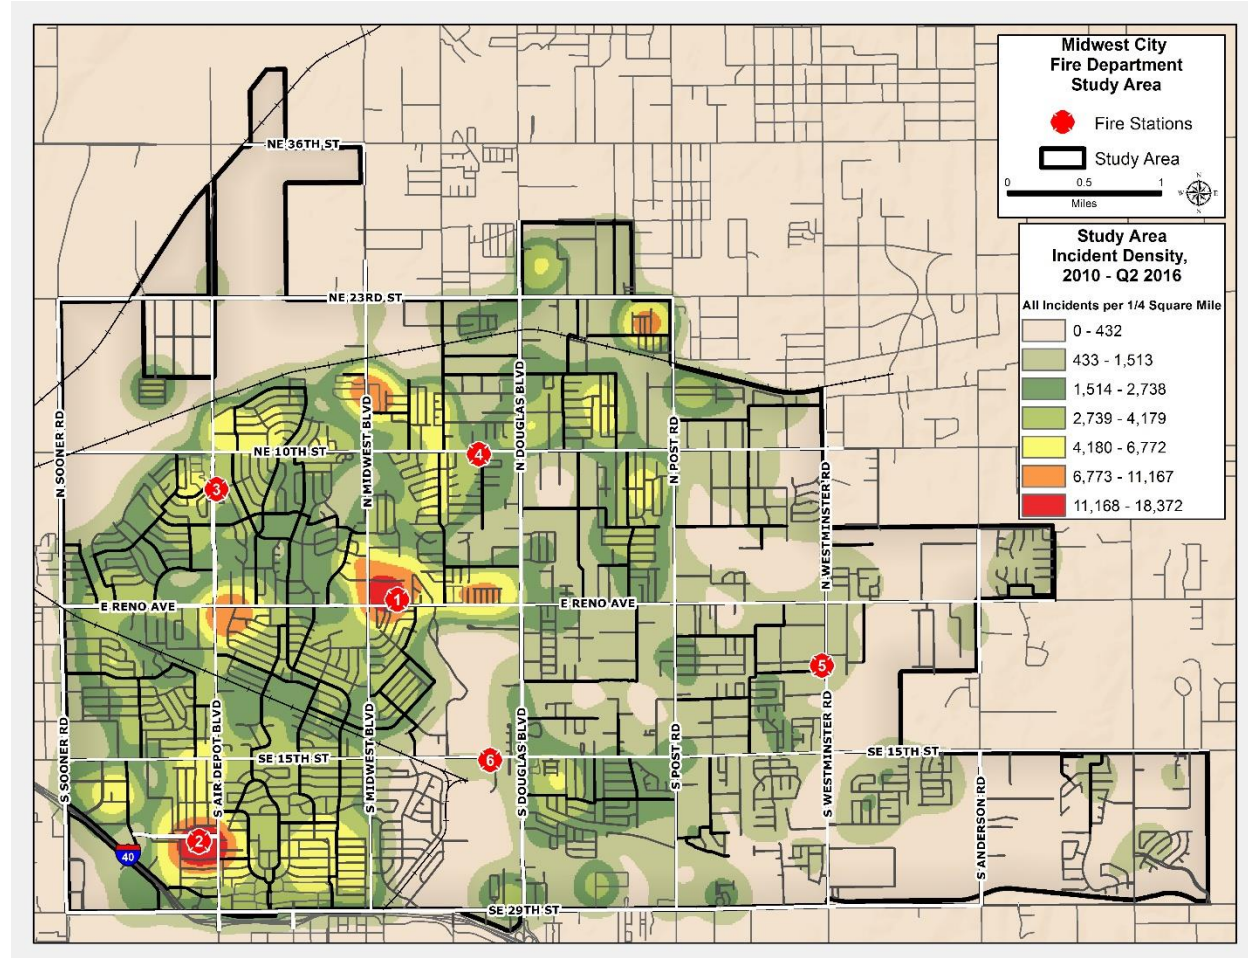 Midwest City
Fire Department
Study Area
Fire Stations
Study Area
0 0.5 1
Miles
N
W E
S
Study Area
Incident Density,
2010 - Q2 2016
All Incidents per 1/4 Square Mile
0 - 432
433 - 1,513
1,514 - 2,738
2,739 - 4,179
4,180 - 6,772
6,773 - 11,167
11,168 - 18,372
NE 36TH ST
NE 23RD ST
N SOONER RD
N MIDWEST BLVD
N DOUGLAS BLVD
N POST RD
N WESTMINSTER RD
NE 10TH ST
4
3
1
E RENO AVE
E RENO AVE
5
S SOONER RD
S AIR DEPOT BLVD
S MIDWEST BLVD
S DOUGLAS BLVD
S POST RD
S WESTMINSTER RD
S ANDERSON RD
SE 15TH ST
6
SE 15TH ST
2
40
SE 29TH ST